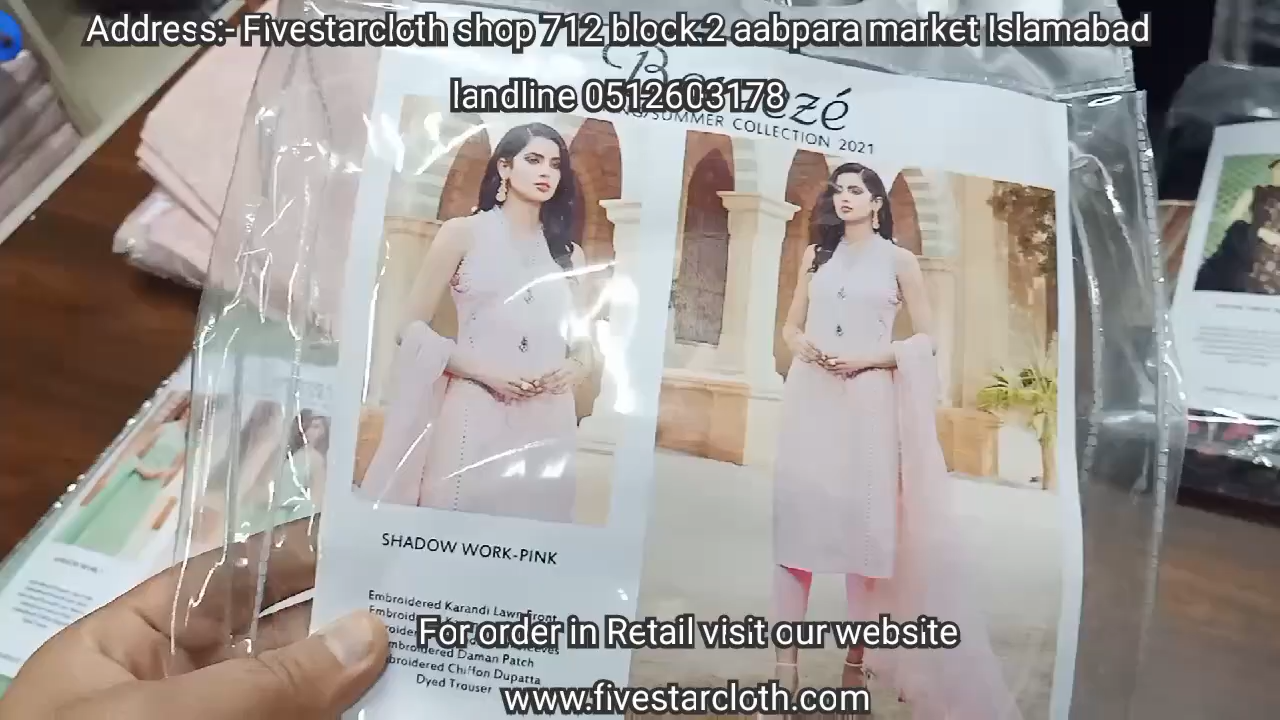 Address:- Fivestarcloth shop 712 block.2 aabpara market Islamabad
landline 0512603178
SUMMER COLLECTION 2021
SHADOW WORK-PINK
Embroidered Karandi Lawn Front
Embroidered Daman Patch
Embroidered Chiffon Dupatta
Dyed Trouser
For order in Retail visit our website
www.fivestarcloth.com